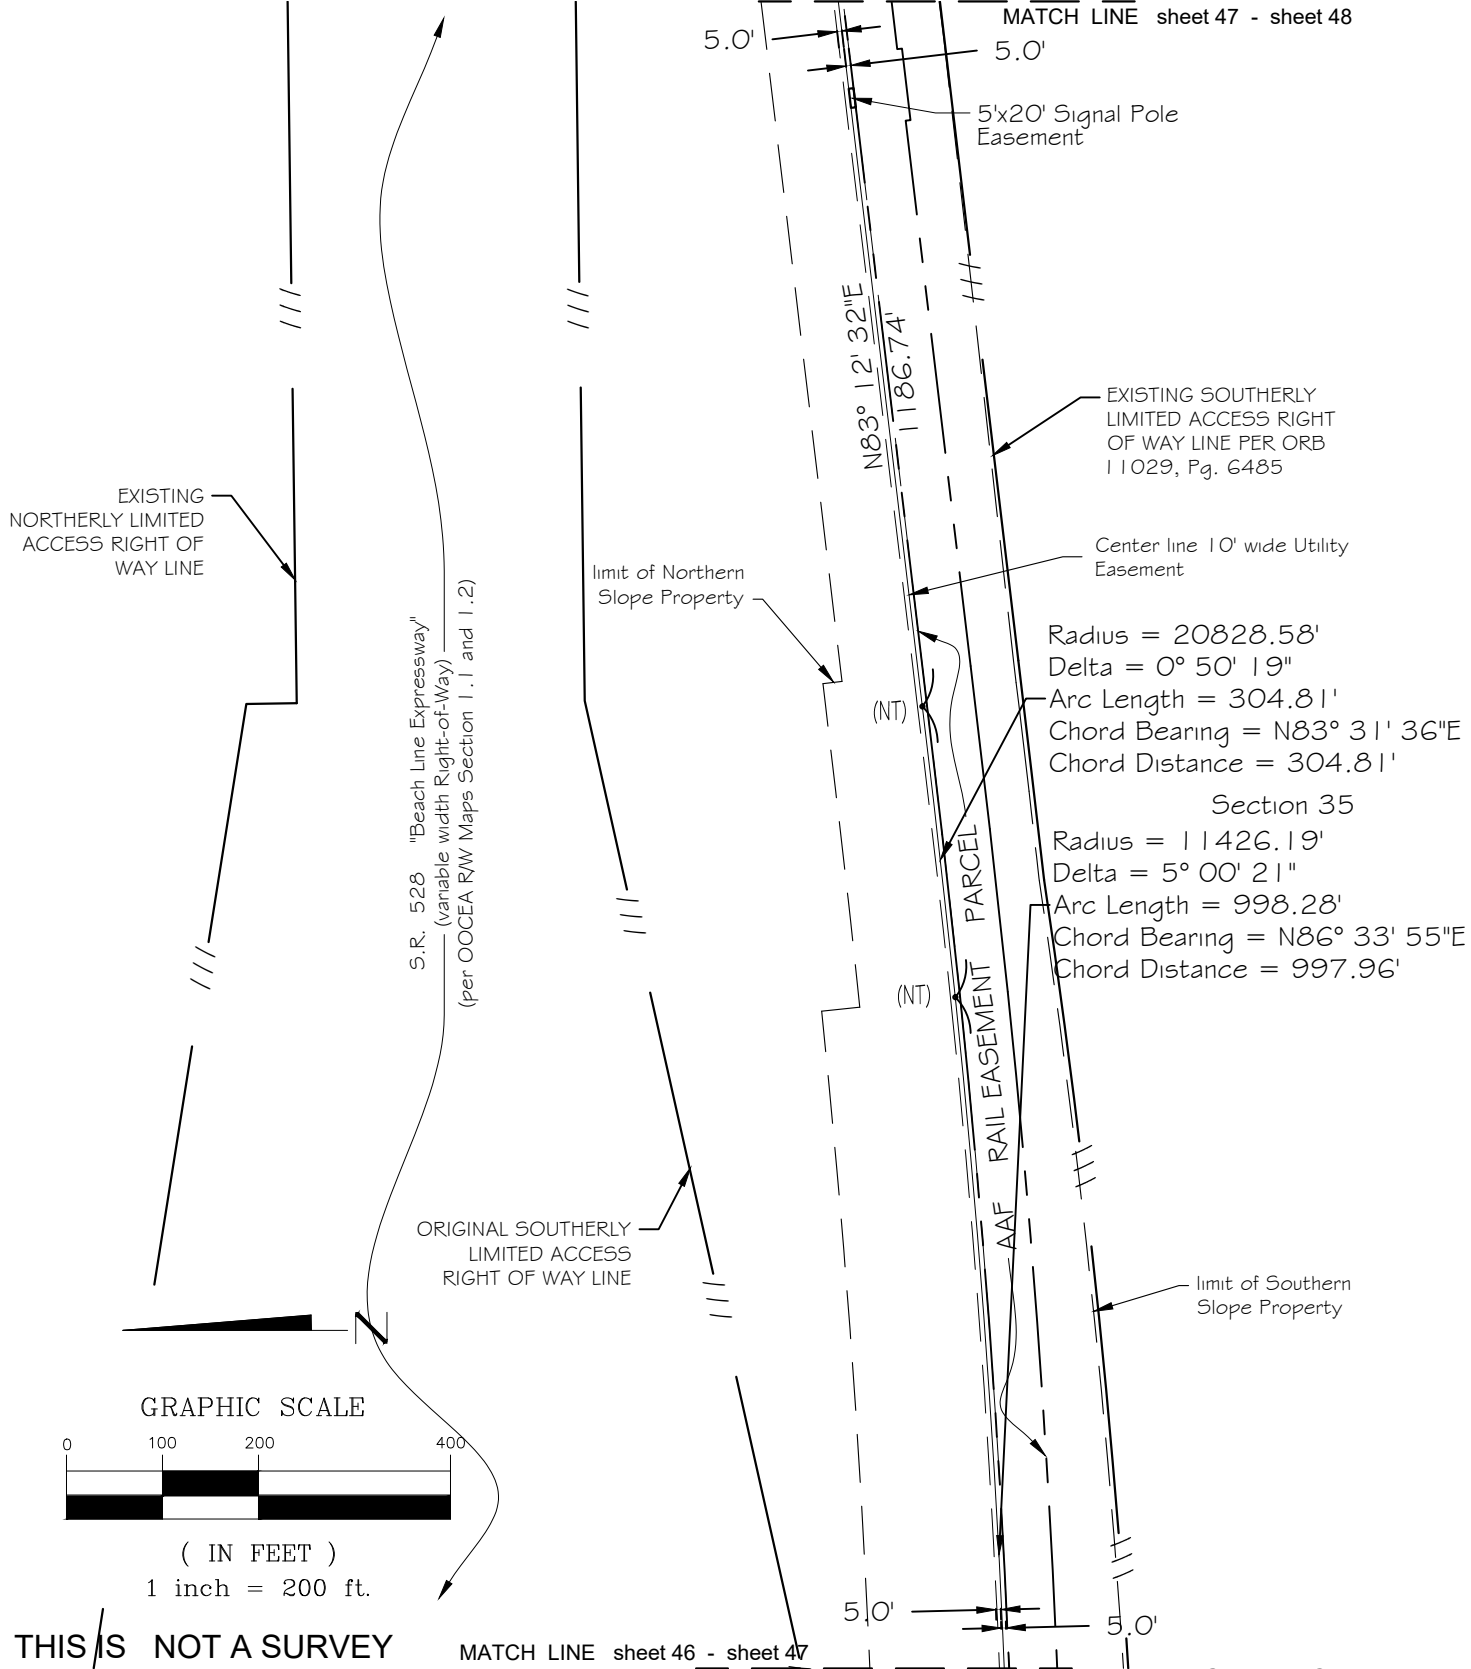 MATCH LINE sheet 47 - sheet 48
5.0'
5.0'
5'x20' Signal Pole
Easement
N83° 12' 32"E
1186.74'
EXISTING SOUTHERLY
LIMITED ACCESS RIGHT
OF WAY LINE PER ORB
11029, Pg. 6485
EXISTING
NORTHERLY LIMITED
ACCESS RIGHT OF
WAY LINE
S.R. 528 "Beach Line Expressway"
(variable width Right-of-Way)
(per OOCEA R/W Maps Section 1.1 and 1.2)
limit of Northern
Slope Property
Center line 10' wide Utility
Easement
Radius = 20828.58'
Delta = 0° 50' 19"
Arc Length = 304.81'
Chord Bearing = N83° 31' 36"E
Chord Distance = 304.81'
(NT)
Section 35
Radius = 11426.19'
Delta = 5° 00' 21"
Arc Length = 998.28'
Chord Bearing = N86° 33' 55"E
Chord Distance = 997.96'
(NT)
AAF RAIL EASEMENT PARCEL
ORIGINAL SOUTHERLY
LIMITED ACCESS
RIGHT OF WAY LINE
limit of Southern
Slope Property
N
GRAPHIC SCALE
0 100 200 400
( IN FEET )
1 inch = 200 ft.
5.0'
5.0'
THIS IS NOT A SURVEY
MATCH LINE sheet 46 - sheet 47